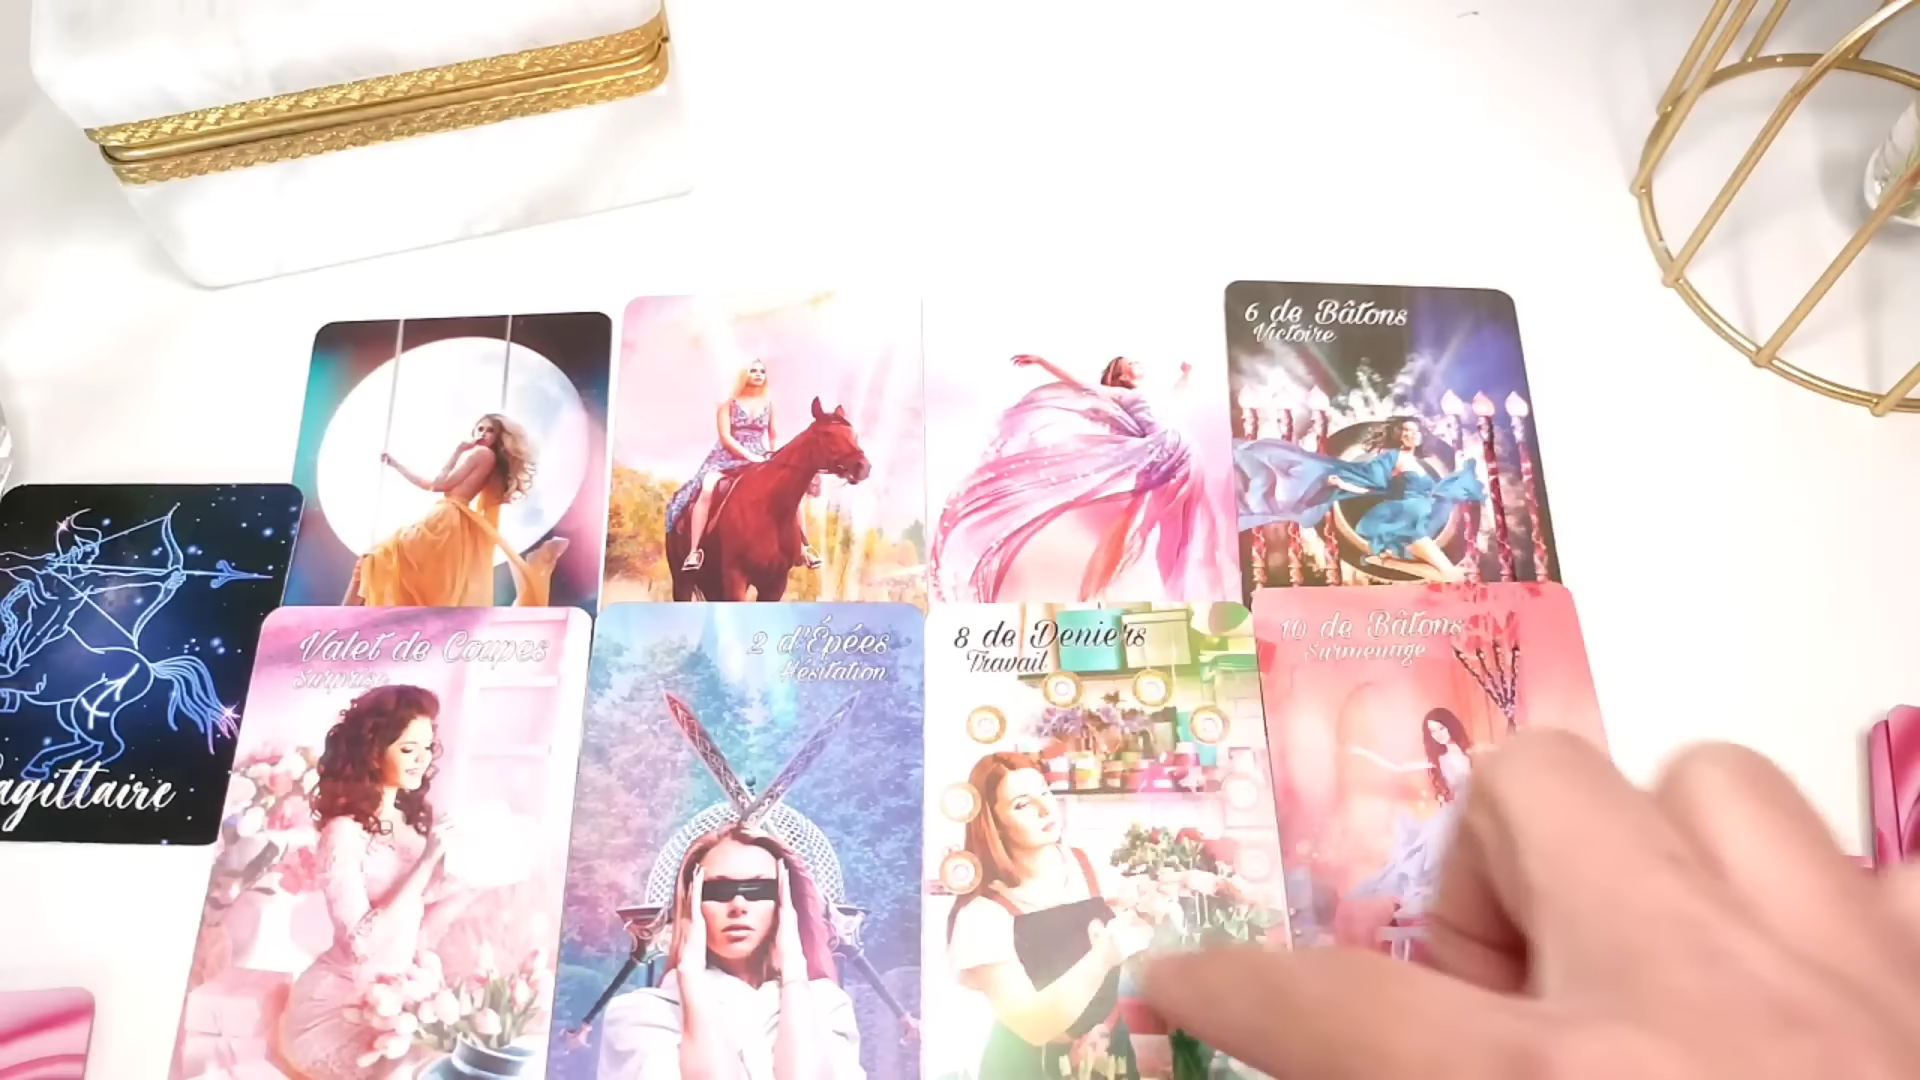 6 de Bâtons
Victoire
Valet de Coupes
Surprise
2 d'Épées
Hésitation
8 de Deniers
Travail
10 de Bâtons
Surmenage
agittaire